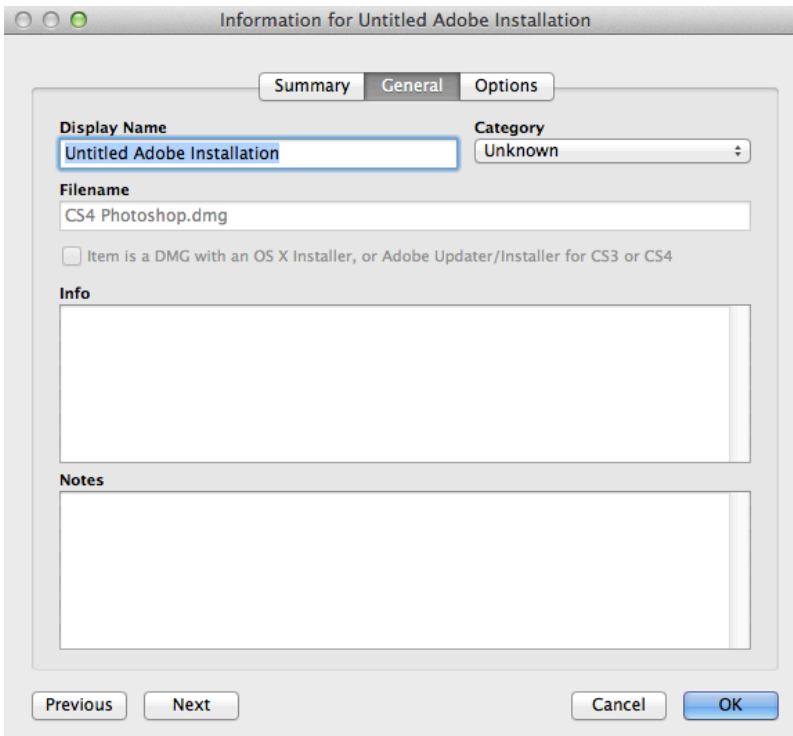 Information for Untitled Adobe Installation
Summary General Options
Display Name Category
Untitled Adobe Installation Unknown
Filename
CS4 Photoshop.dmg
Item is a DMG with an OS X Installer, or Adobe Updater/Installer for CS3 or CS4
Info
Notes
Previous Next Cancel OK